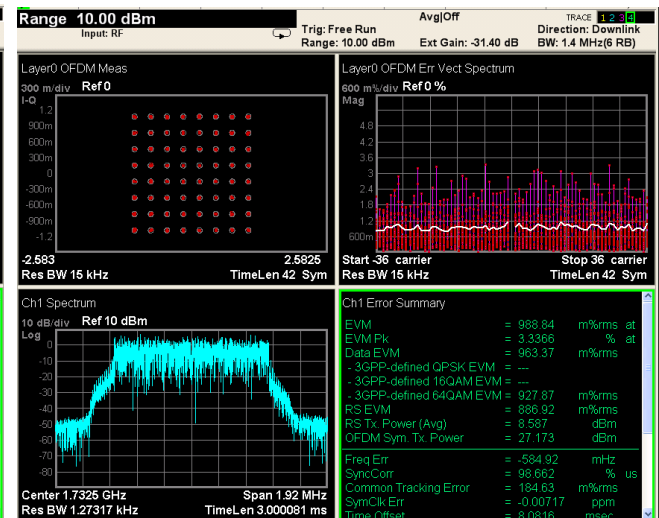 Range 10.00 dBm
Input: RF
Trig: Free Run
Range: 10.00 dBm
Avg|Off
Ext Gain: -31.40 dB
TRACE 1 2 3 4
Direction: Downlink
BW: 1.4 MHz(6 RB)
Layer0 OFDM Meas
300 m/div Ref 0
I-Q
1.2
900m
600m
300m
0
-300m
-600m
-900m
-1.2
-2.583 2.5825
Res BW 15 kHz TimeLen 42 Sym
Layer0 OFDM Err Vect Spectrum
600 m%/div Ref 0 %
Mag
4.8
4.2
3.6
3
2.4
1.8
1.2
600m
Start -36 carrier Stop 36 carrier
Res BW 15 kHz TimeLen 42 Sym
Ch1 Spectrum
10 dB/div Ref 10 dBm
Log
0
-10
-20
-30
-40
-50
-60
-70
-80
Center 1.7325 GHz Span 1.92 MHz
Res BW 1.27317 kHz TimeLen 3.000081 ms
Ch1 Error Summary
EVM = 988.84 m%rms at
EVM Pk = 3.3366 % at
Data EVM = 963.37 m%rms
- 3GPP-defined QPSK EVM = ---
- 3GPP-defined 16QAM EVM = ---
- 3GPP-defined 64QAM EVM = 927.87 m%rms
RS EVM = 886.92 m%rms
RS Tx. Power (Avg) = 8.587 dBm
OFDM Sym. Tx. Power = 27.173 dBm
Freq Err = -584.92 mHz
SyncCorr = 98.662 % us
Common Tracking Error = 184.63 m%rms
SymClk Err = -0.00717 ppm
Time Offset = 8.0816 msec